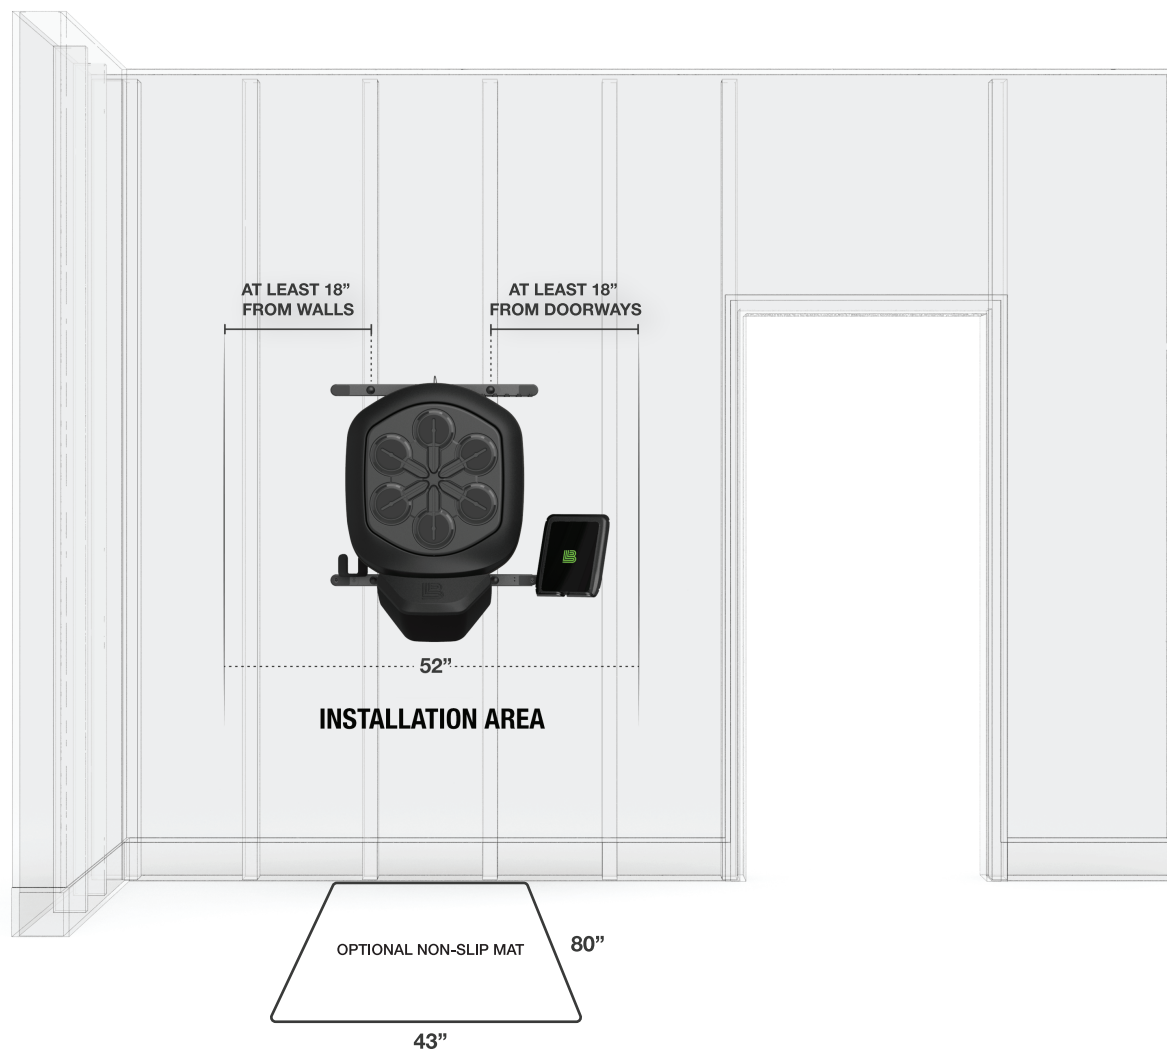 AT LEAST 18”
FROM WALLS
AT LEAST 18”
FROM DOORWAYS
52”
INSTALLATION AREA
OPTIONAL NON-SLIP MAT
80”
43”